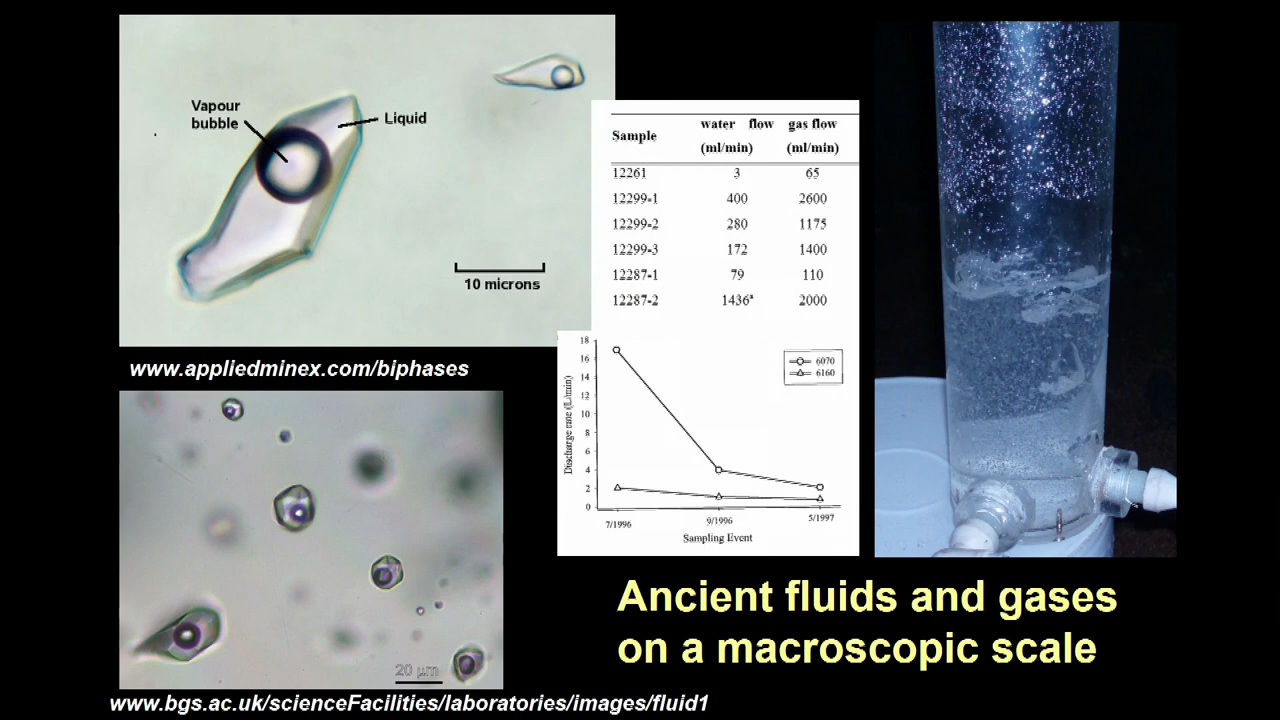 Vapour
bubble
Liquid
10 microns
www.appliedminex.com/biphases
20 µm
www.bgs.ac.uk/scienceFacilities/laboratories/images/fluid1
Sample water flow gas flow
(ml/min) (ml/min)
12261 3 65
12299-1 400 2600
12299-2 280 1175
12299-3 172 1400
12287-1 79 110
12287-2 1436ª 2000
18
16
14
12
10
8
6
4
2
0
Discharge rate (L/min)
6070
6160
7/1996 9/1996 5/1997
Sampling Event
Ancient fluids and gases
on a macroscopic scale